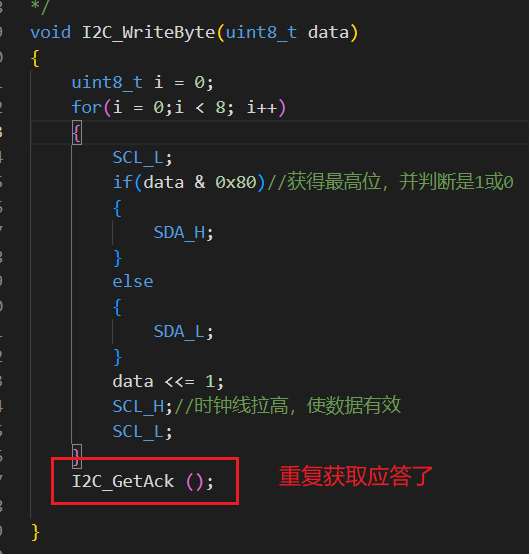 */
void I2C_WriteByte(uint8_t data)
{
uint8_t i = 0;
for(i = 0;i < 8; i++)
{
SCL_L;
if(data & 0x80)//获得最高位，并判断是1或0
{
SDA_H;
}
else
{
SDA_L;
}
data <<= 1;
SCL_H;//时钟线拉高，使数据有效
SCL_L;
}
I2C_GetAck (); 重复获取应答了
}